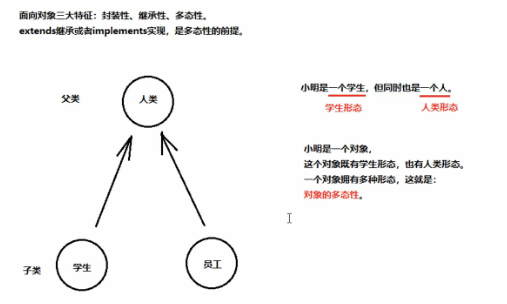 面向对象三大特征：封装性、继承性、多态性。
extends继承或者implements实现，是多态性的前提。
父类
人类
小明是一个学生，但同时也是一个人。
学生形态
人类形态
小明是一个对象，
这个对象既有学生形态，也有人类形态。
一个对象拥有多种形态，这就是：
对象的多态性。
子类
学生
员工